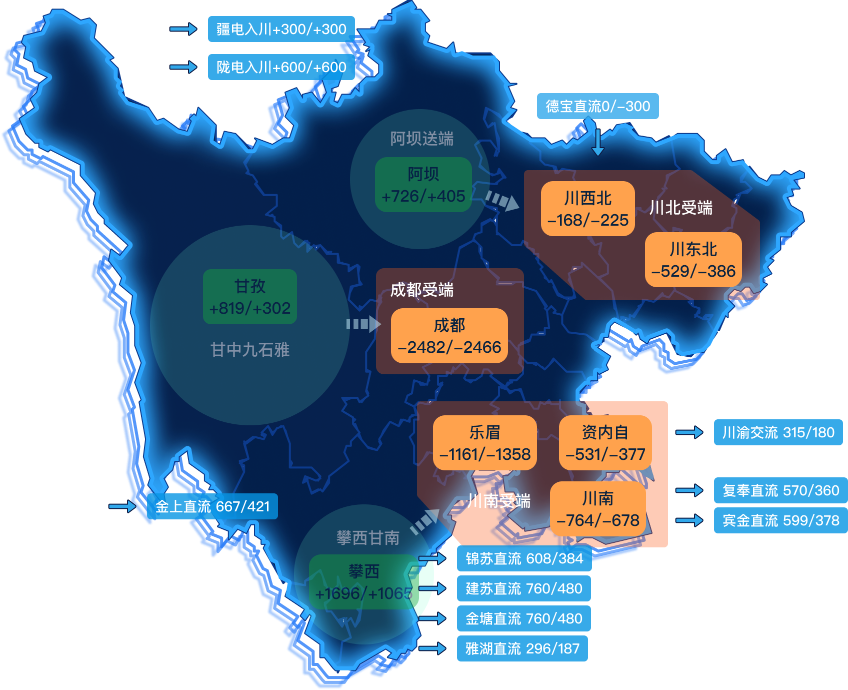 疆电入川+300/+300
陇电入川+600/+600
德宝直流0/−300
阿坝送端
阿坝
+726/+405
川西北
−168/−225
川北受端
川东北
−529/−386
甘孜
+819/+302
甘中九石雅
成都受端
成都
−2482/−2466
乐眉
−1161/−1358
资内自
−531/−377
川渝交流 315/180
川南受端
川南
−764/−678
复奉直流 570/360
宾金直流 599/378
金上直流 667/421
攀西甘南
攀西
+1696/+1065
锦苏直流 608/384
建苏直流 760/480
金塘直流 760/480
雅湖直流 296/187